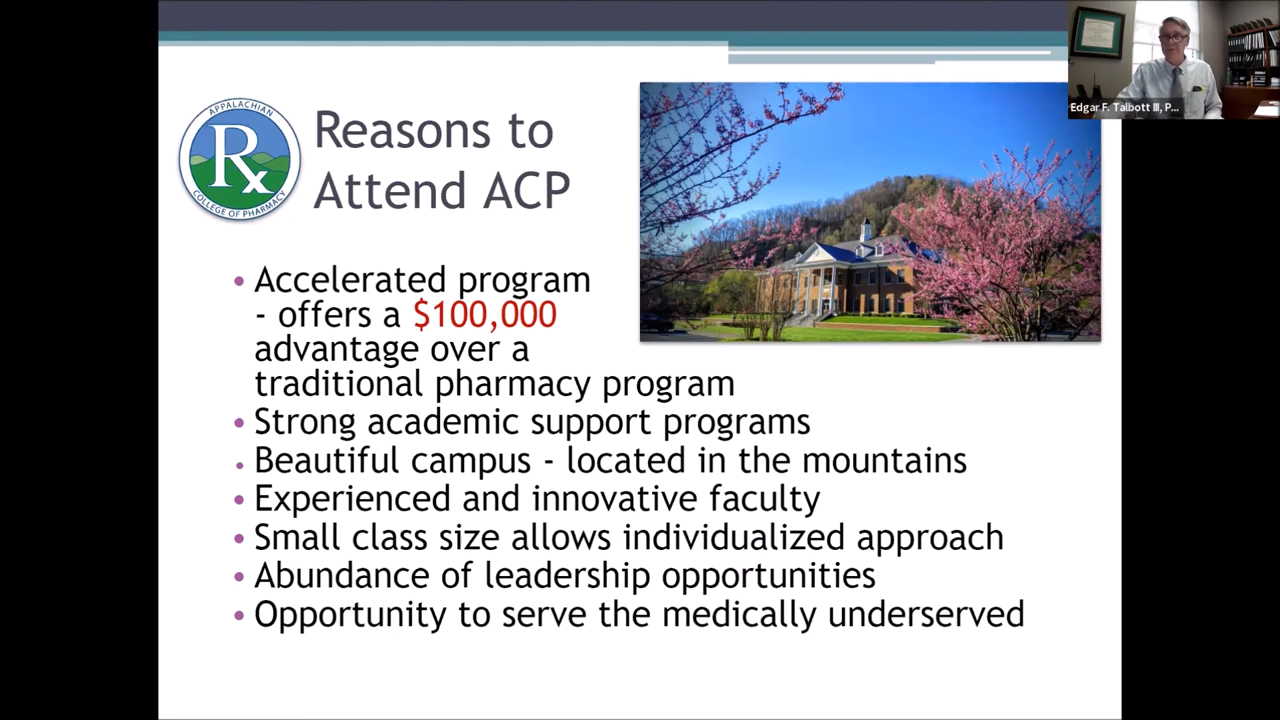 Edgar F. Talbott III, P...
APPALACHIAN
Rx
COLLEGE OF PHARMACY
Reasons to
Attend ACP
• Accelerated program
- offers a $100,000
advantage over a
traditional pharmacy program
• Strong academic support programs
• Beautiful campus - located in the mountains
• Experienced and innovative faculty
• Small class size allows individualized approach
• Abundance of leadership opportunities
• Opportunity to serve the medically underserved